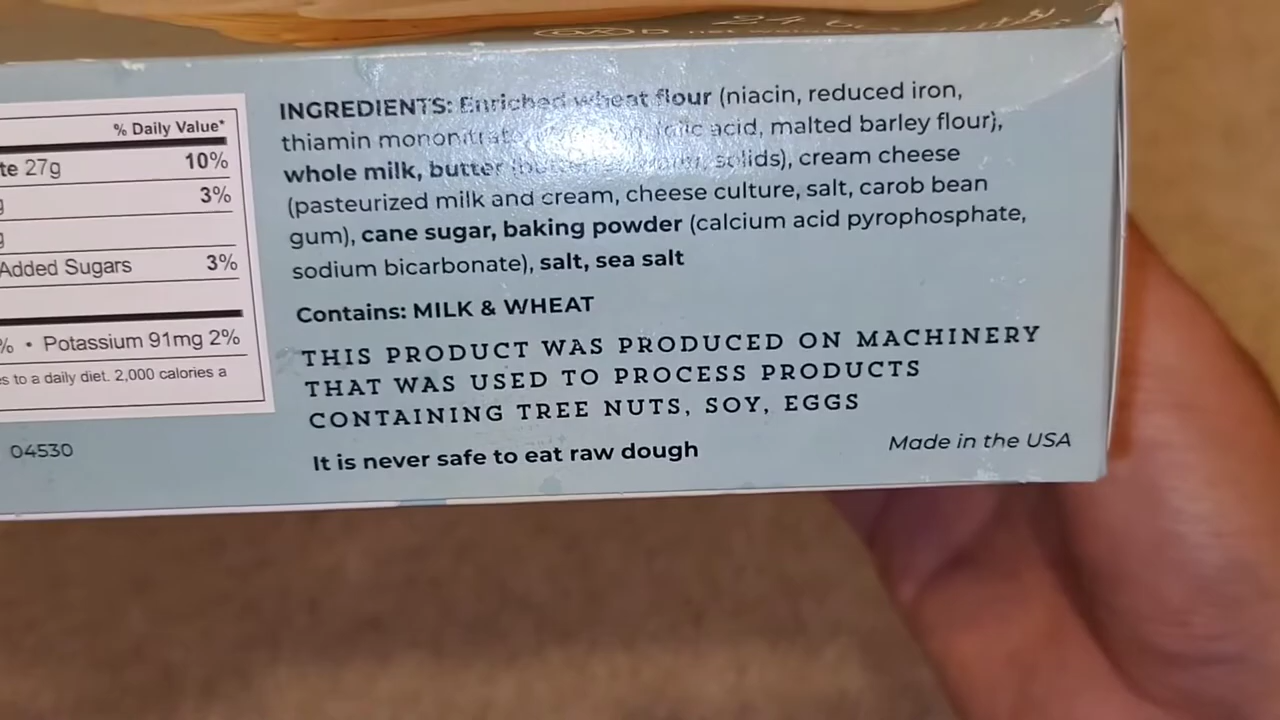 % Daily Value*
te 27g 10%
g 3%
g
Added Sugars 3%
% • Potassium 91mg 2%
s to a daily diet. 2,000 calories a
04530
INGREDIENTS: Enriched wheat flour (niacin, reduced iron,
thiamin mononitrate, acid, malted barley flour),
whole milk, butter solids), cream cheese
(pasteurized milk and cream, cheese culture, salt, carob bean
gum), cane sugar, baking powder (calcium acid pyrophosphate,
sodium bicarbonate), salt, sea salt
Contains: MILK & WHEAT
THIS PRODUCT WAS PRODUCED ON MACHINERY
THAT WAS USED TO PROCESS PRODUCTS
CONTAINING TREE NUTS, SOY, EGGS
It is never safe to eat raw dough
Made in the USA